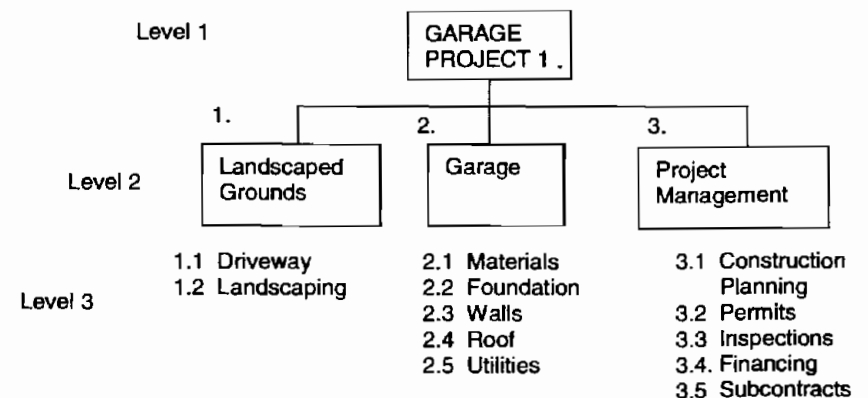 Level 1
GARAGE
PROJECT 1 .
1.
2.
3.
Level 2
Landscaped
Grounds
Garage
Project
Management
Level 3
1.1 Driveway
1.2 Landscaping
2.1 Materials
2.2 Foundation
2.3 Walls
2.4 Roof
2.5 Utilities
3.1 Construction
Planning
3.2 Permits
3.3 Inspections
3.4. Financing
3.5 Subcontracts